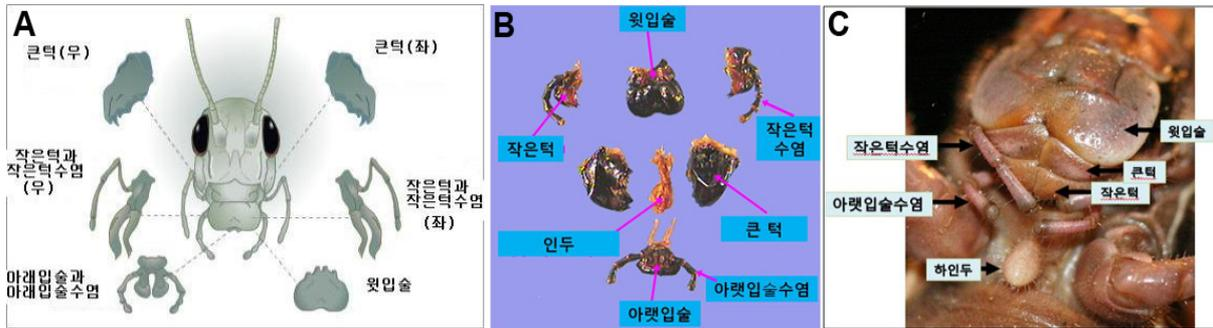 A
큰턱(우)
큰턱(좌)
작은턱과
작은턱수염
(우)
작은턱과
작은턱수염
(좌)
아래입술과
아래입술수염
윗입술
B
윗입술
작은턱
작은턱
수염
인두
큰 턱
아랫입술
아랫입술수염
C
윗입술
작은턱수염
큰턱
작은턱
아랫입술수염
하인두